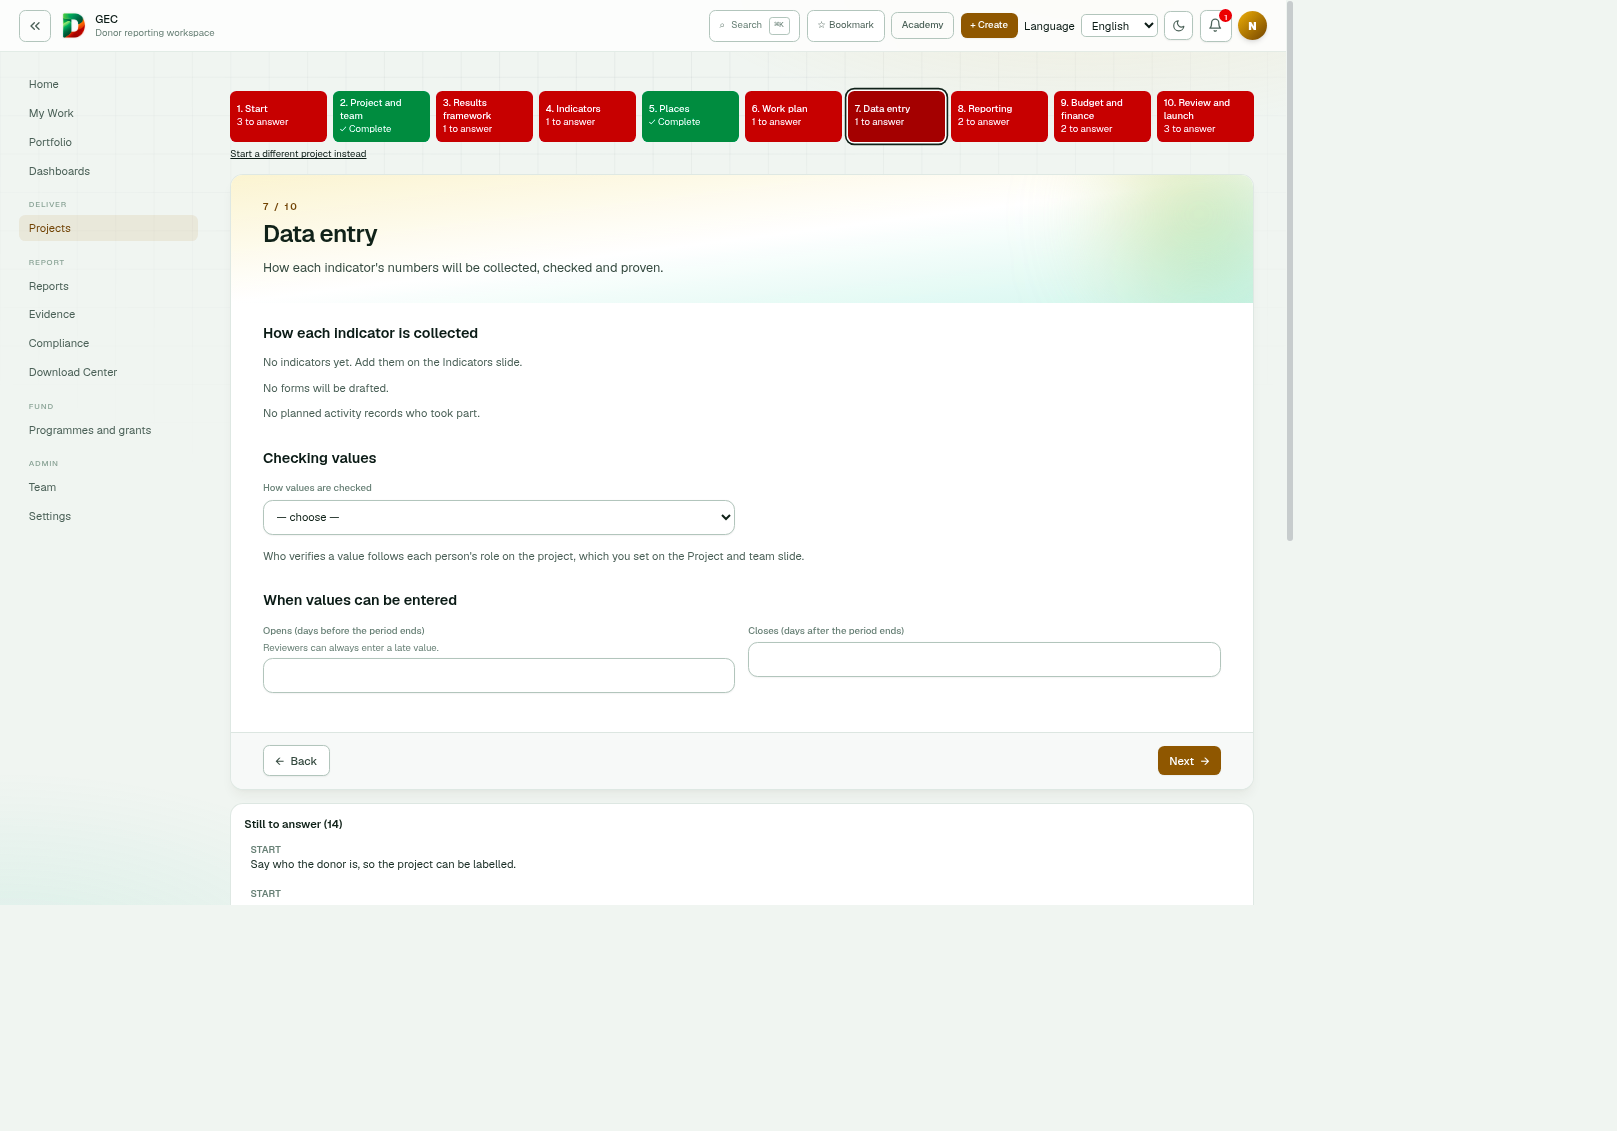 GEC
Donor reporting workspace
Search ⌘K
☆ Bookmark
Academy
+ Create
Language
English
1
N
Home
My Work
Portfolio
Dashboards
DELIVER
Projects
REPORT
Reports
Evidence
Compliance
Download Center
FUND
Programmes and grants
ADMIN
Team
Settings
1. Start
3 to answer
2. Project and team
✓ Complete
3. Results framework
1 to answer
4. Indicators
1 to answer
5. Places
✓ Complete
6. Work plan
1 to answer
7. Data entry
1 to answer
8. Reporting
2 to answer
9. Budget and finance
2 to answer
10. Review and launch
3 to answer
Start a different project instead
7 / 10
Data entry
How each indicator's numbers will be collected, checked and proven.
How each indicator is collected
No indicators yet. Add them on the Indicators slide.
No forms will be drafted.
No planned activity records who took part.
Checking values
How values are checked
— choose —
Who verifies a value follows each person's role on the project, which you set on the Project and team slide.
When values can be entered
Opens (days before the period ends)
Reviewers can always enter a late value.
Closes (days after the period ends)
← Back
Next →
Still to answer (14)
START
Say who the donor is, so the project can be labelled.
START